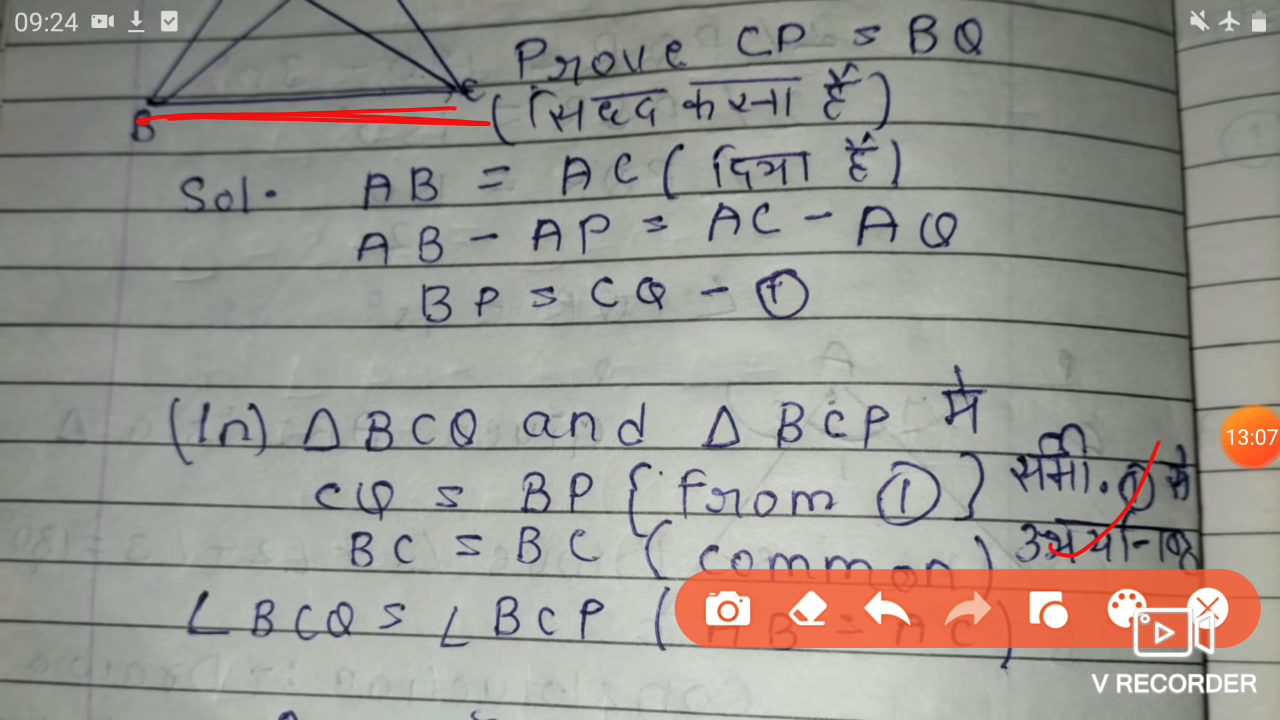 09:24
Prove CP = BQ
B
C
(सिद्द करना हैं)
Sol. AB = AC (दिया हैं)
AB - AP = AC - AQ
BP = CQ - ①
(In) Δ BCQ and Δ BCP में
CQ = BP {from ①} समी. ① से
BC = BC (common)
∠BCQ = ∠BCP (AB = AC)
13:07
V RECORDER